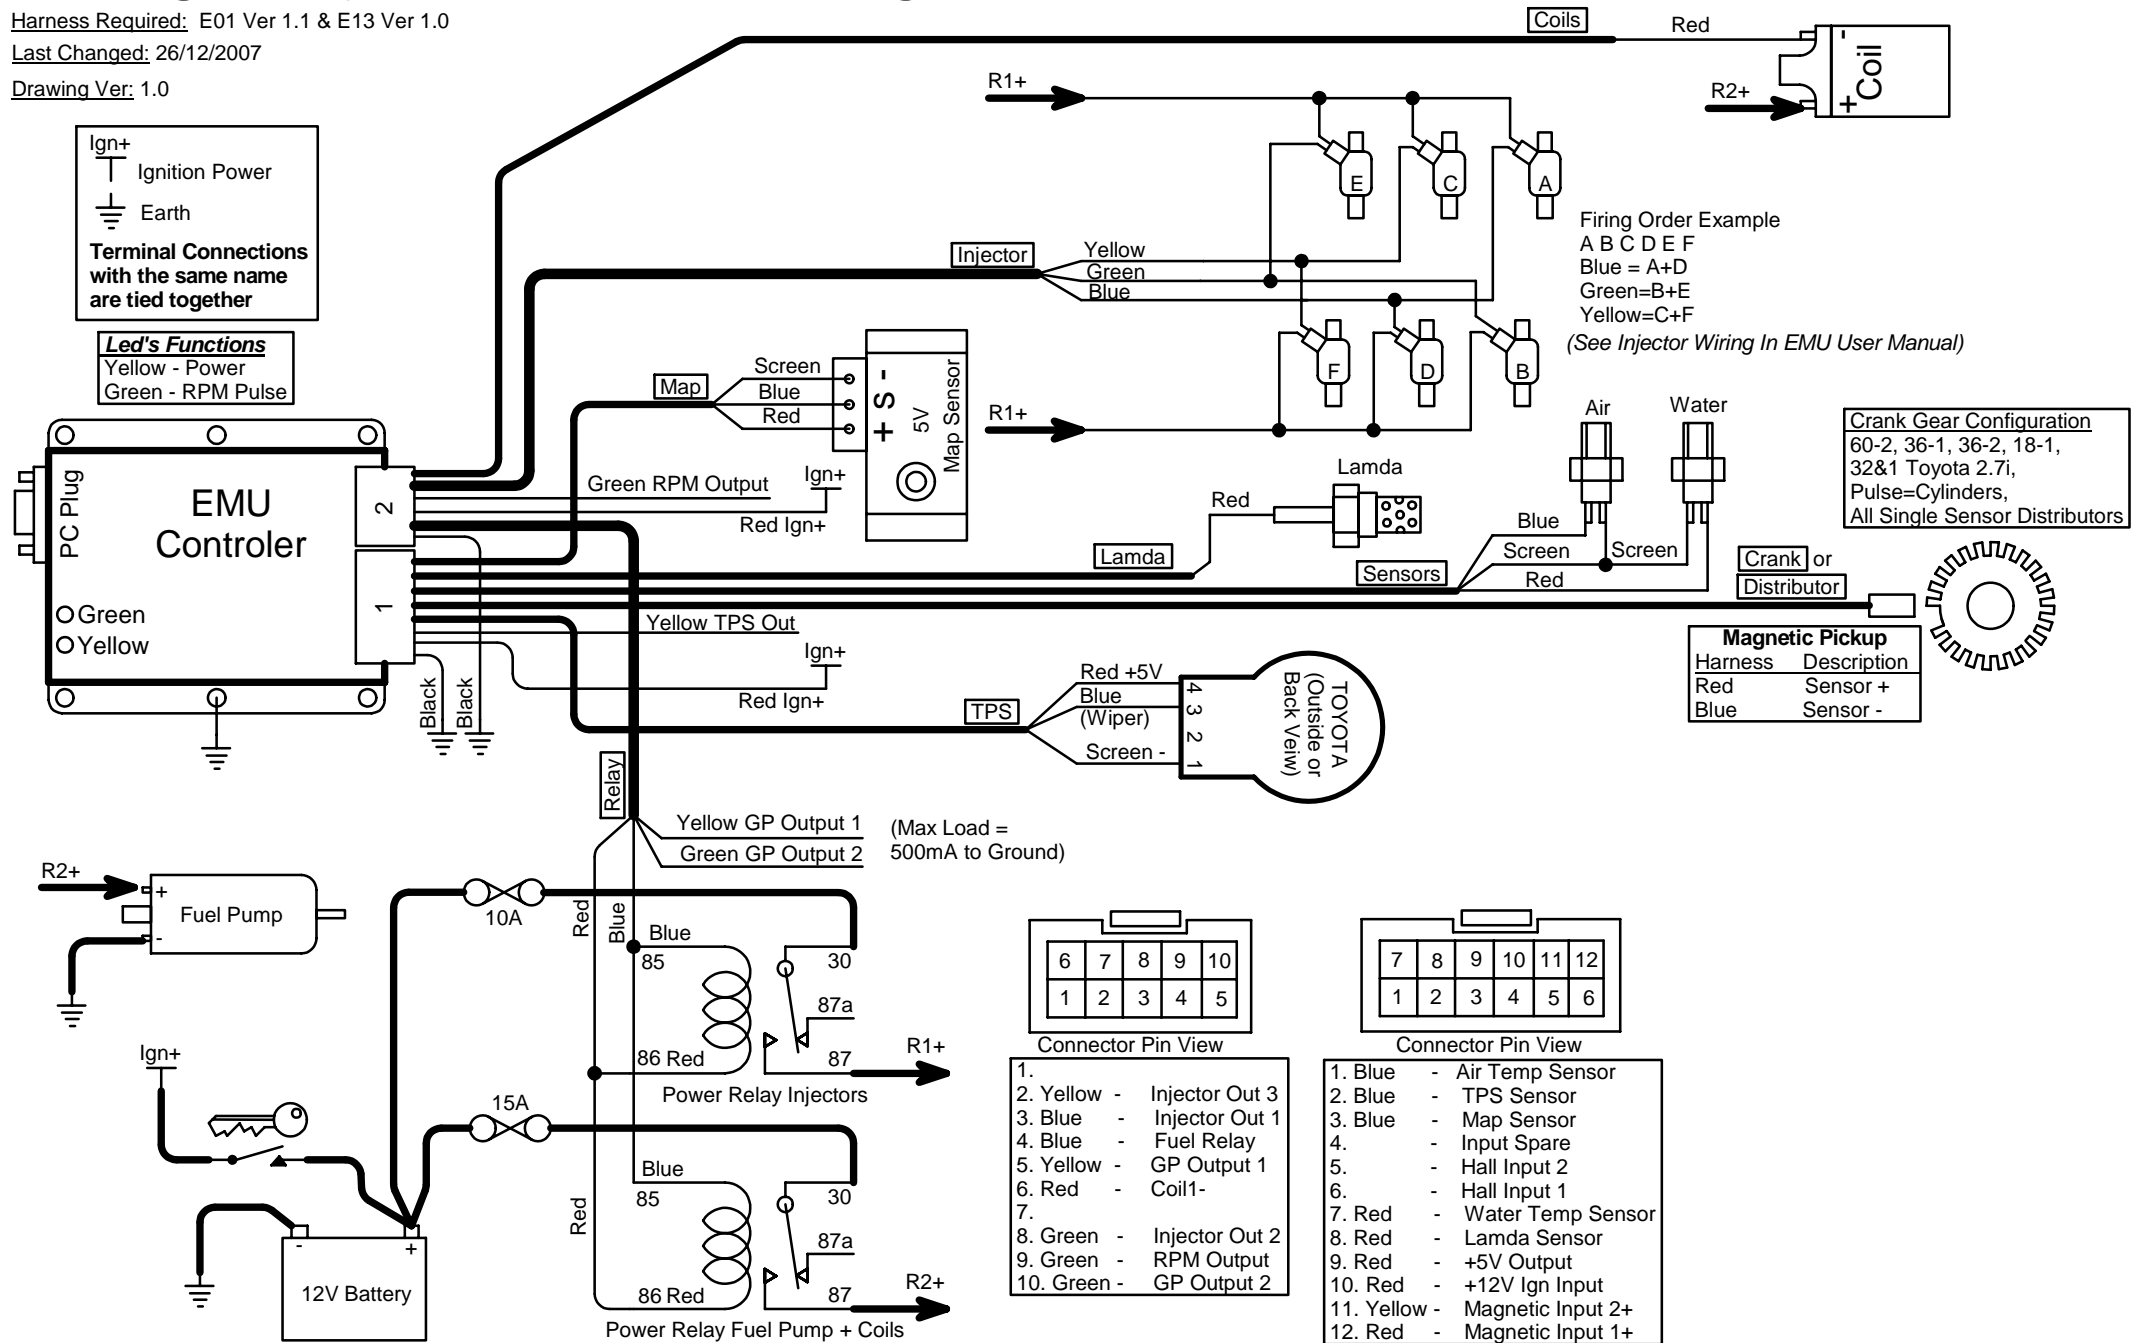 Harness Required: E01 Ver 1.1 & E13 Ver 1.0
Last Changed: 26/12/2007
Drawing Ver: 1.0
Ign+
Ignition Power
Earth
Terminal Connections
with the same name
are tied together
Led's Functions
Yellow - Power
Green - RPM Pulse
PC Plug
EMU
Controler
Green
Yellow
2
1
Coils
Red
-
Coil
+
R2+
R1+
E
C
A
Injector
Yellow
Green
Blue
F
D
B
R1+
Firing Order Example
A B C D E F
Blue = A+D
Green=B+E
Yellow=C+F
(See Injector Wiring In EMU User Manual)
Map
Screen
Blue
Red
+ S -
5V
Map Sensor
Green RPM Output
Ign+
Red Ign+
Lamda
Red
Lamda
Air
Water
Sensors
Blue
Screen
Screen
Red
Crank Gear Configuration
60-2, 36-1, 36-2, 18-1,
32&1 Toyota 2.7i,
Pulse=Cylinders,
All Single Sensor Distributors
Crank or
Distributor
Magnetic Pickup
Harness Description
Red Sensor +
Blue Sensor -
Yellow TPS Out
Ign+
Red Ign+
Black
Black
TPS
Red +5V
Blue
(Wiper)
Screen -
4
3
2
1
TOYOTA
(Outside or
Back Veiw)
Relay
Yellow GP Output 1
Green GP Output 2
(Max Load =
500mA to Ground)
R2+
+
Fuel Pump
-
10A
Red
Blue
Blue
85
30
87a
86 Red
87
R1+
Power Relay Injectors
Ign+
15A
Red
Blue
85
30
87a
86 Red
87
R2+
Power Relay Fuel Pump + Coils
-
+
12V Battery
6 7 8 9 10
1 2 3 4 5
Connector Pin View
1.
2. Yellow - Injector Out 3
3. Blue - Injector Out 1
4. Blue - Fuel Relay
5. Yellow - GP Output 1
6. Red - Coil1-
7.
8. Green - Injector Out 2
9. Green - RPM Output
10. Green - GP Output 2
7 8 9 10 11 12
1 2 3 4 5 6
Connector Pin View
1. Blue - Air Temp Sensor
2. Blue - TPS Sensor
3. Blue - Map Sensor
4. - Input Spare
5. - Hall Input 2
6. - Hall Input 1
7. Red - Water Temp Sensor
8. Red - Lamda Sensor
9. Red - +5V Output
10. Red - +12V Ign Input
11. Yellow - Magnetic Input 2+
12. Red - Magnetic Input 1+